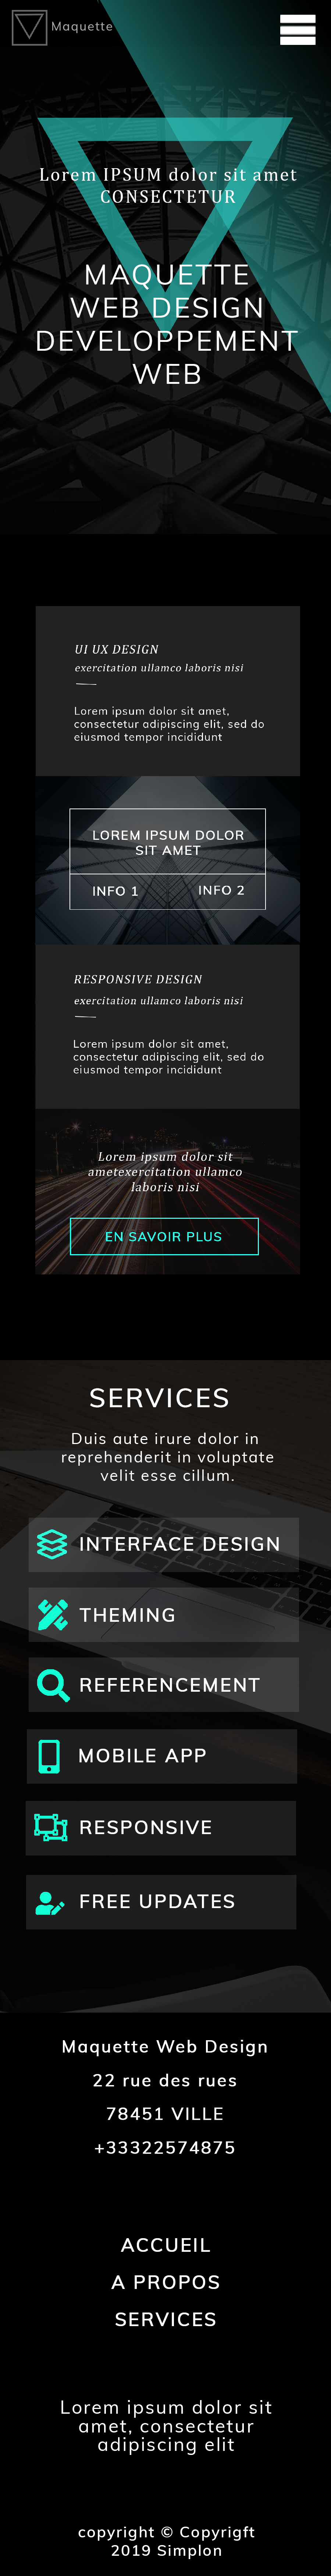 Maquette
Lorem IPSUM dolor sit amet
CONSECTETUR
MAQUETTE
WEB DESIGN
DEVELOPPEMENT
WEB
UI UX DESIGN
exercitation ullamco laboris nisi
Lorem ipsum dolor sit amet,
consectetur adipiscing elit, sed do
eiusmod tempor incididunt
LOREM IPSUM DOLOR
SIT AMET
INFO 1
INFO 2
RESPONSIVE DESIGN
exercitation ullamco laboris nisi
Lorem ipsum dolor sit amet,
consectetur adipiscing elit, sed do
eiusmod tempor incididunt
Lorem ipsum dolor sit
ametexercitation ullamco
laboris nisi
EN SAVOIR PLUS
SERVICES
Duis aute irure dolor in
reprehenderit in voluptate
velit esse cillum.
INTERFACE DESIGN
THEMING
REFERENCEMENT
MOBILE APP
RESPONSIVE
FREE UPDATES
Maquette Web Design
22 rue des rues
78451 VILLE
+33322574875
ACCUEIL
A PROPOS
SERVICES
Lorem ipsum dolor sit
amet, consectetur
adipiscing elit
copyright © Copyrigft
2019 Simplon